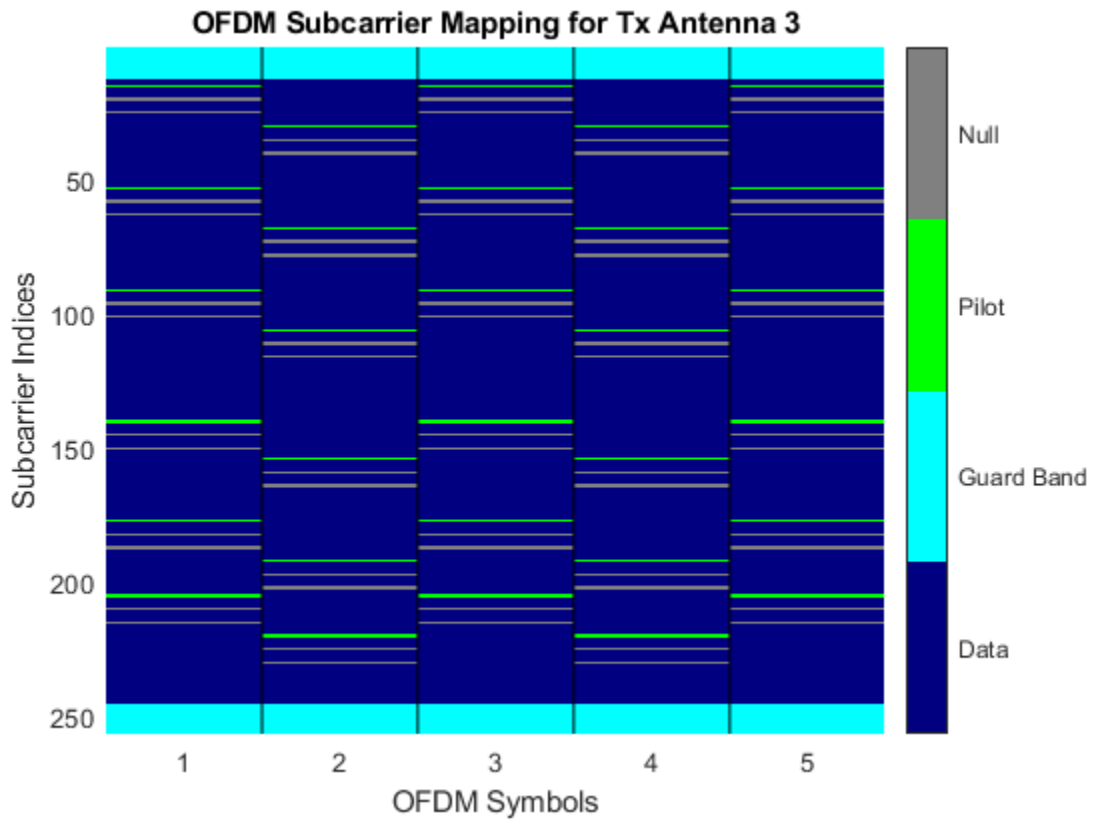 OFDM Subcarrier Mapping for Tx Antenna 3
Subcarrier Indices
50
100
150
200
250
1 2 3 4 5
OFDM Symbols
Null
Pilot
Guard Band
Data